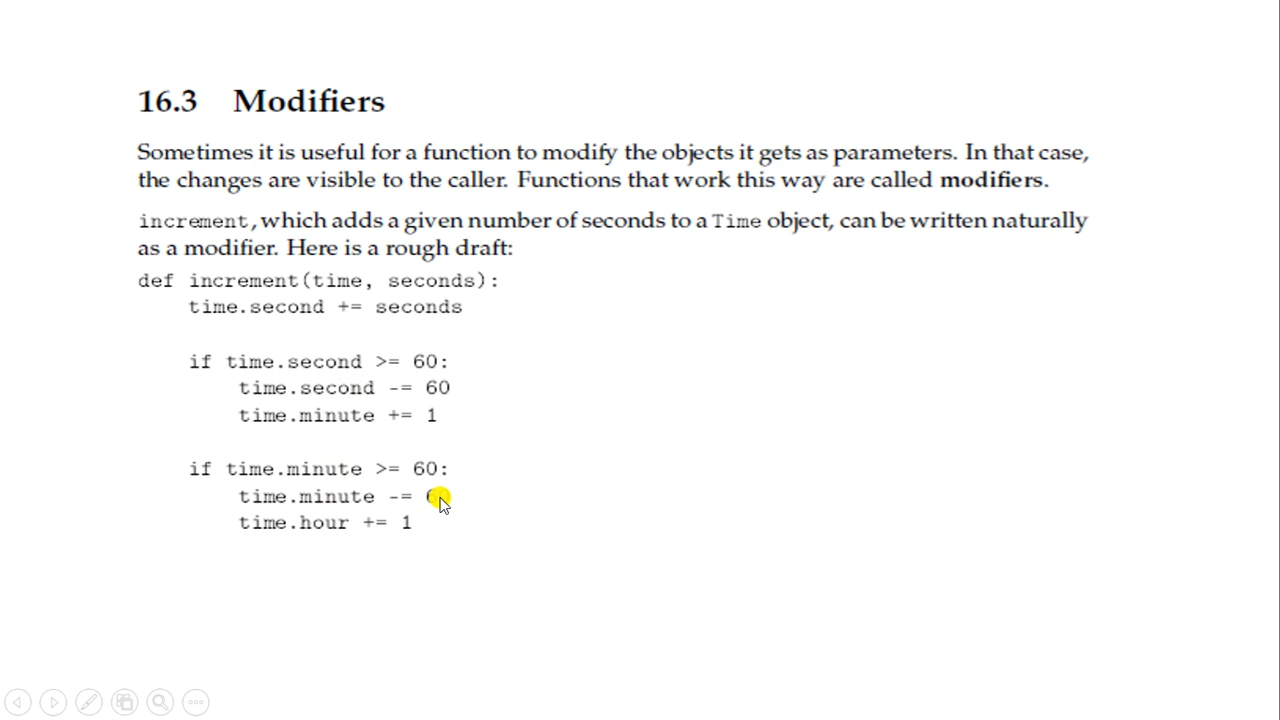 16.3 Modifiers
Sometimes it is useful for a function to modify the objects it gets as parameters. In that case,
the changes are visible to the caller. Functions that work this way are called modifiers.
increment, which adds a given number of seconds to a Time object, can be written naturally
as a modifier. Here is a rough draft:
def increment(time, seconds):
    time.second += seconds
    if time.second >= 60:
        time.second -= 60
        time.minute += 1
    if time.minute >= 60:
        time.minute -=
        time.hour += 1